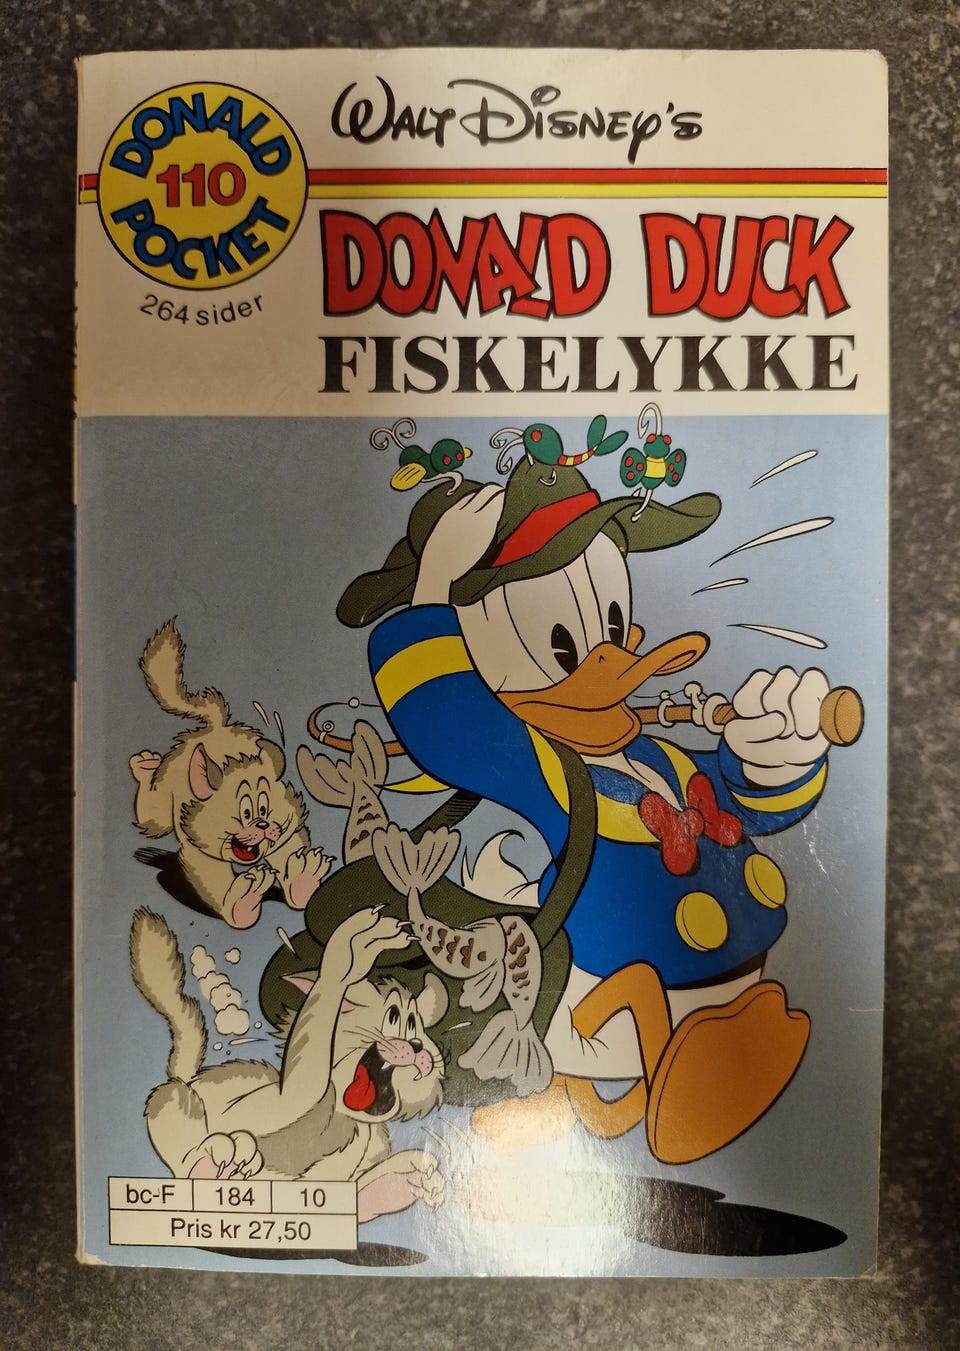 DONALD
110
POCKET
264 sider
WALT DISNEY'S
DONALD DUCK
FISKELYKKE
bc-F 184 10
Pris kr 27,50